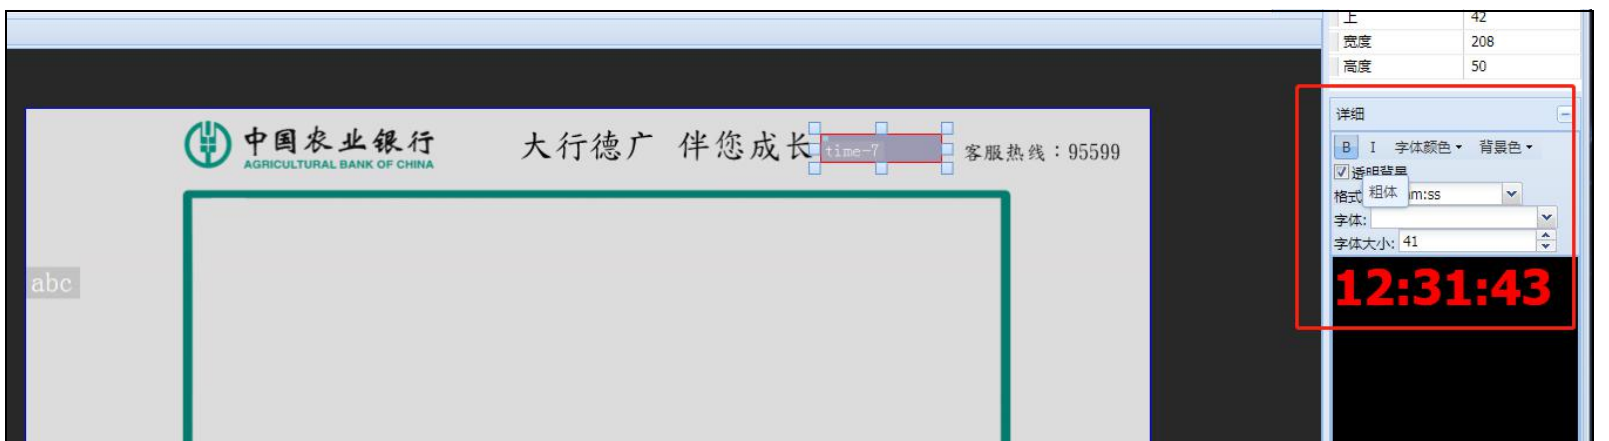 上 42
宽度 208
高度 50
中国农业银行
AGRICULTURAL BANK OF CHINA
大行德广 伴您成长
time-7
客服热线：95599
abc
详细
B I 字体颜色 背景色
透明背景
格式 m:ss
粗体
字体:
字体大小: 41
12:31:43